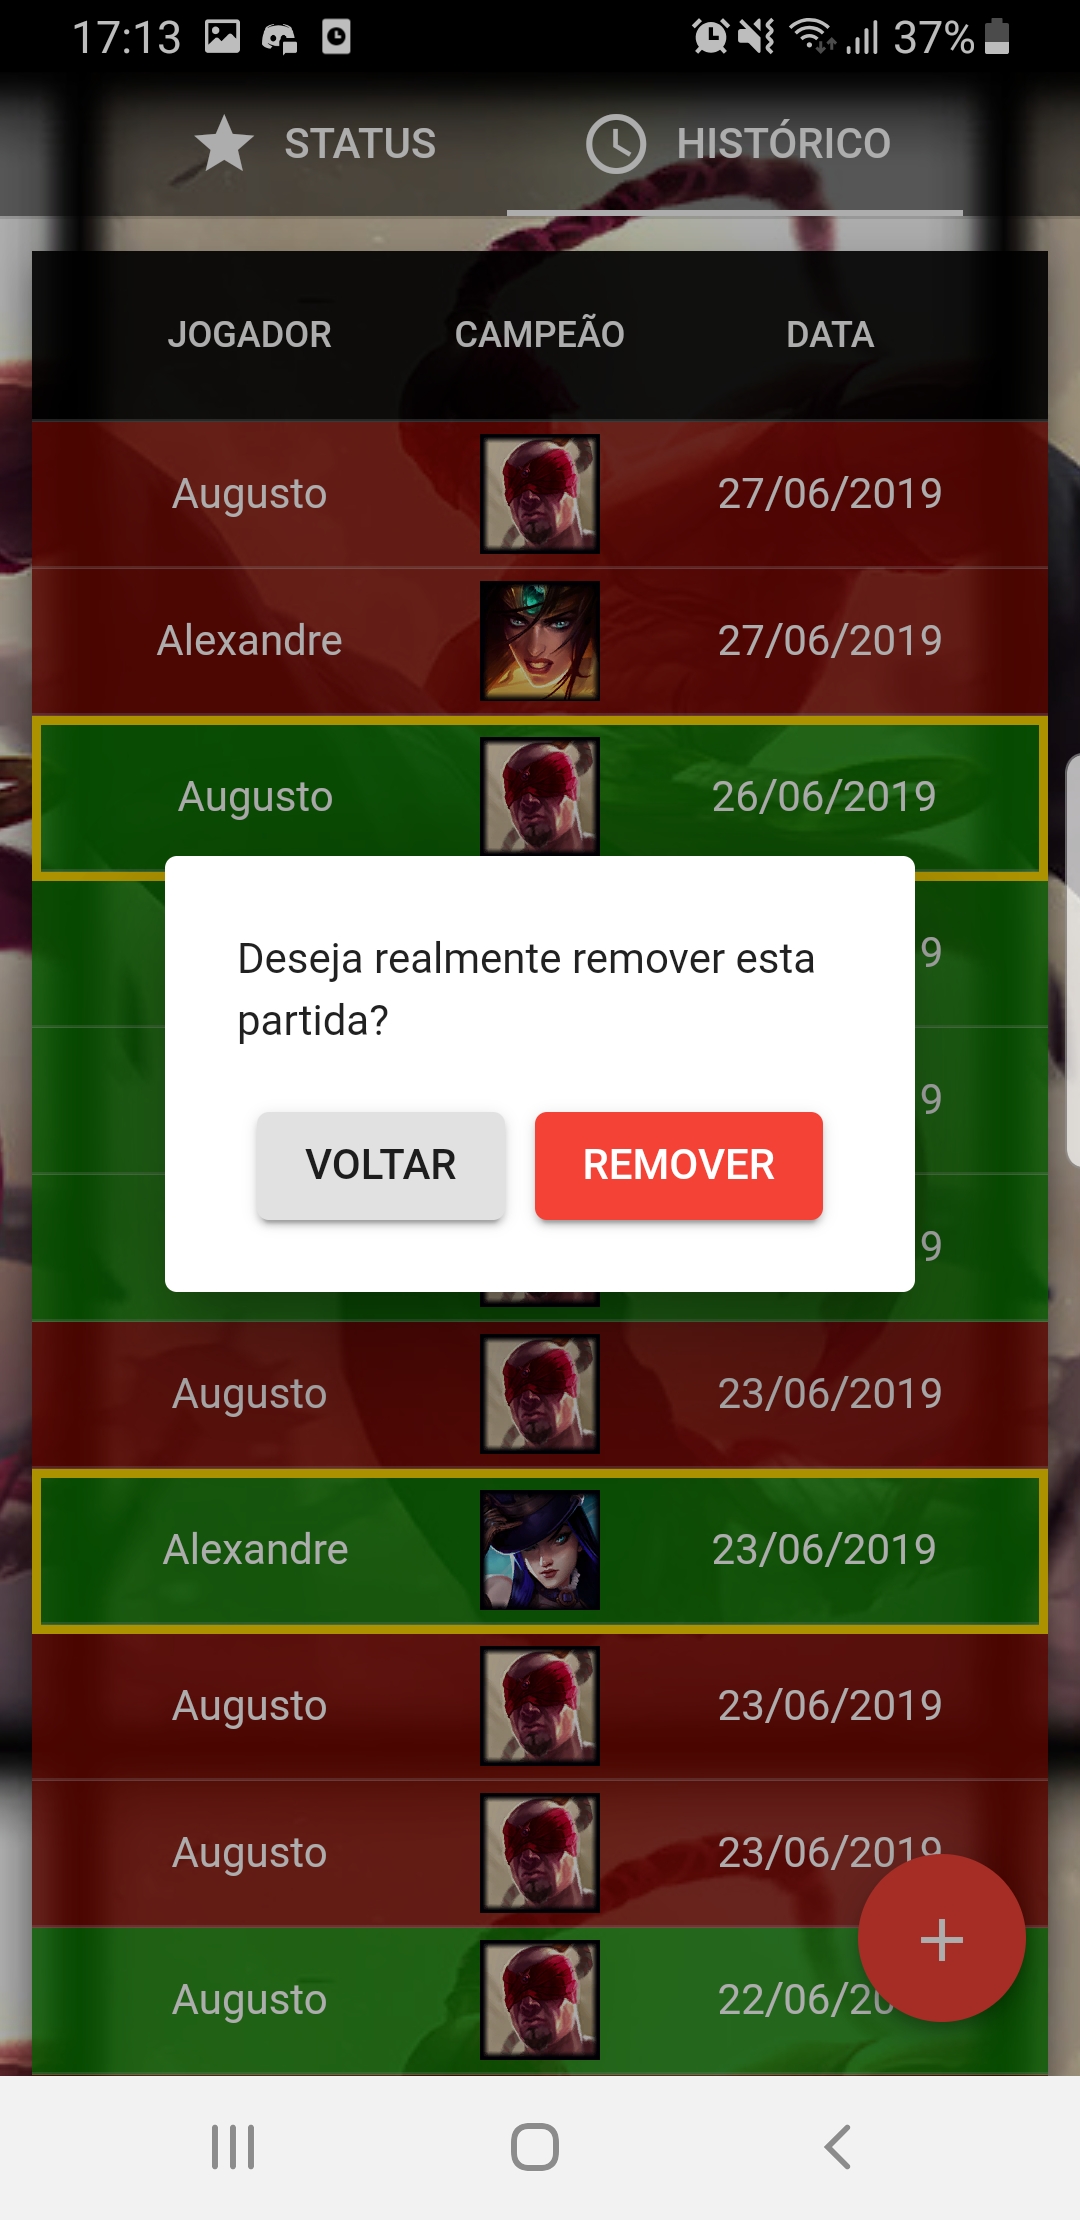 17:13 37%
STATUS HISTÓRICO
JOGADOR CAMPEÃO DATA
Augusto 27/06/2019
Alexandre 27/06/2019
Augusto 26/06/2019
9
Deseja realmente remover esta
partida?
9
VOLTAR REMOVER
9
Augusto 23/06/2019
Alexandre 23/06/2019
Augusto 23/06/2019
Augusto 23/06/2019
Augusto 22/06/20